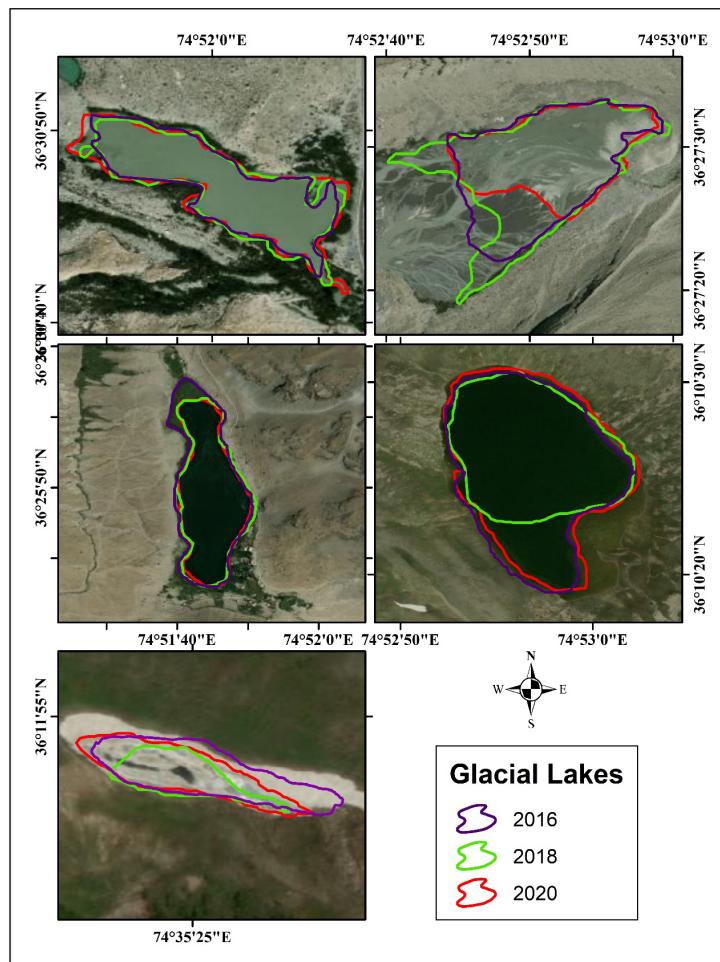 74°52'0"E
74°52'40"E
74°52'50"E
74°53'0"E
36°30'50"N
36°27'30"N
36°27'20"N
36°25'50"N
36°10'30"N
36°10'20"N
74°51'40"E
74°52'0"E
74°52'50"E
74°53'0"E
36°11'55"N
74°35'25"E
N
W
E
S
Glacial Lakes
2016
2018
2020